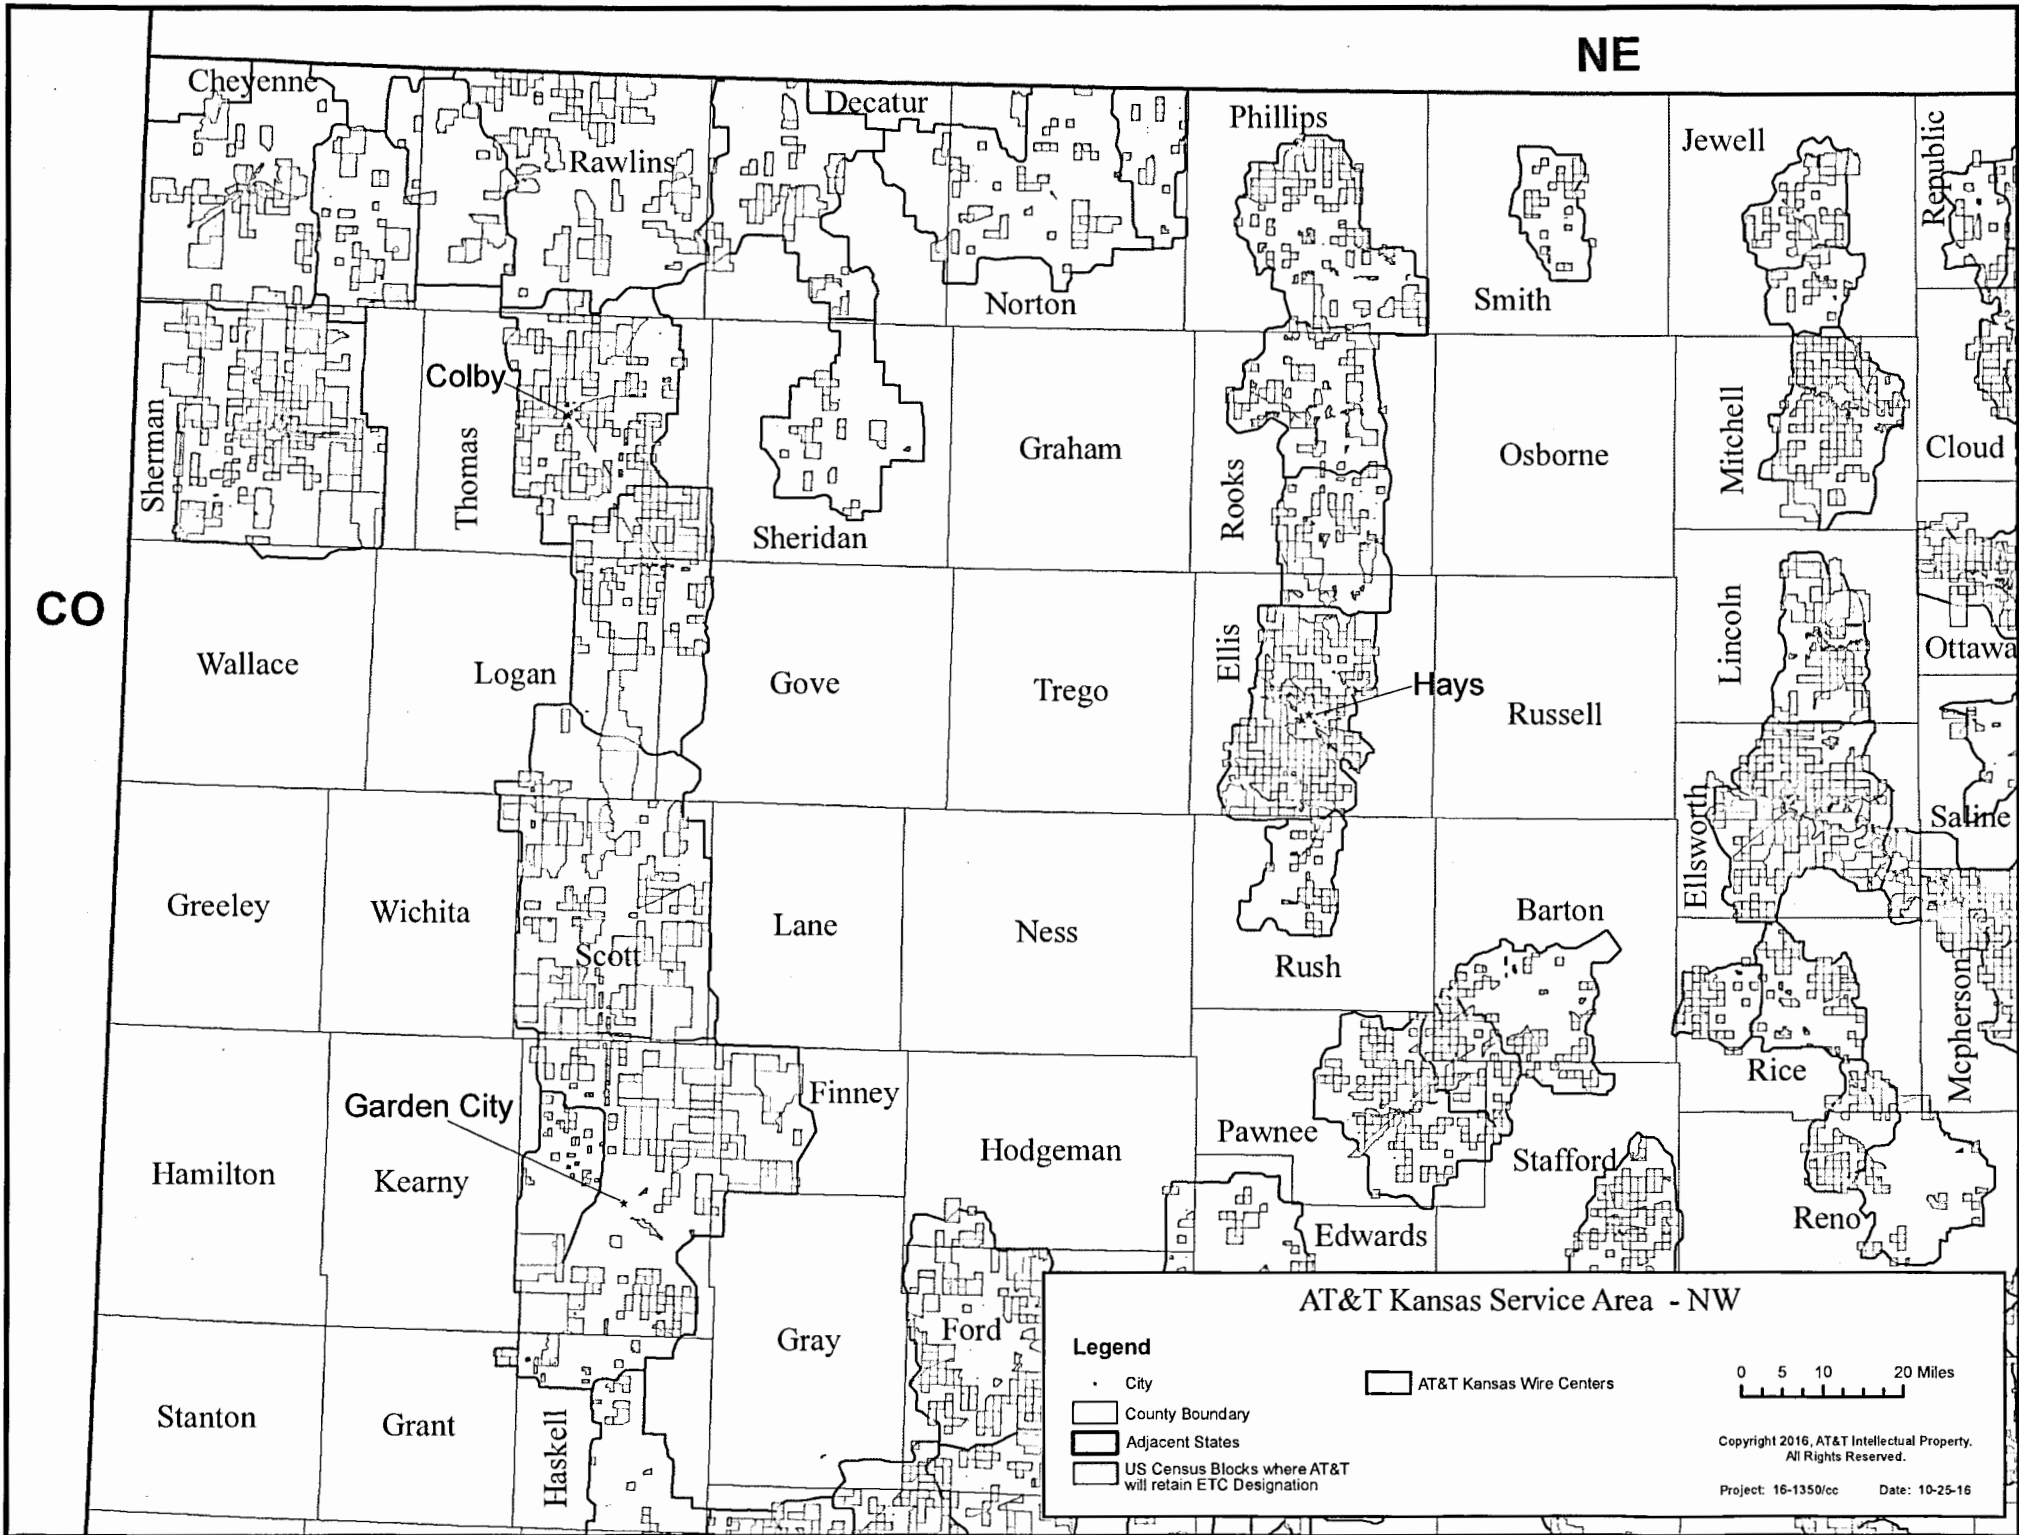 NE
Cheyenne
Decatur
Phillips
Jewell
Republic
Rawlins
Norton
Smith
Colby
Sherman
Thomas
Graham
Rooks
Osborne
Mitchell
Cloud
Sheridan
CO
Wallace
Logan
Gove
Trego
Ellis
Hays
Russell
Lincoln
Ottawa
Greeley
Wichita
Scott
Lane
Ness
Rush
Barton
Ellsworth
Saline
Mcpherson
Rice
Garden City
Finney
Hamilton
Kearny
Hodgeman
Pawnee
Stafford
Edwards
Reno
Stanton
Grant
Haskell
Gray
Ford
AT&T Kansas Service Area - NW
Legend
City
County Boundary
Adjacent States
US Census Blocks where AT&T
will retain ETC Designation
AT&T Kansas Wire Centers
0 5 10 20 Miles
Copyright 2016, AT&T Intellectual Property.
All Rights Reserved.
Project: 16-1350/cc Date: 10-25-16